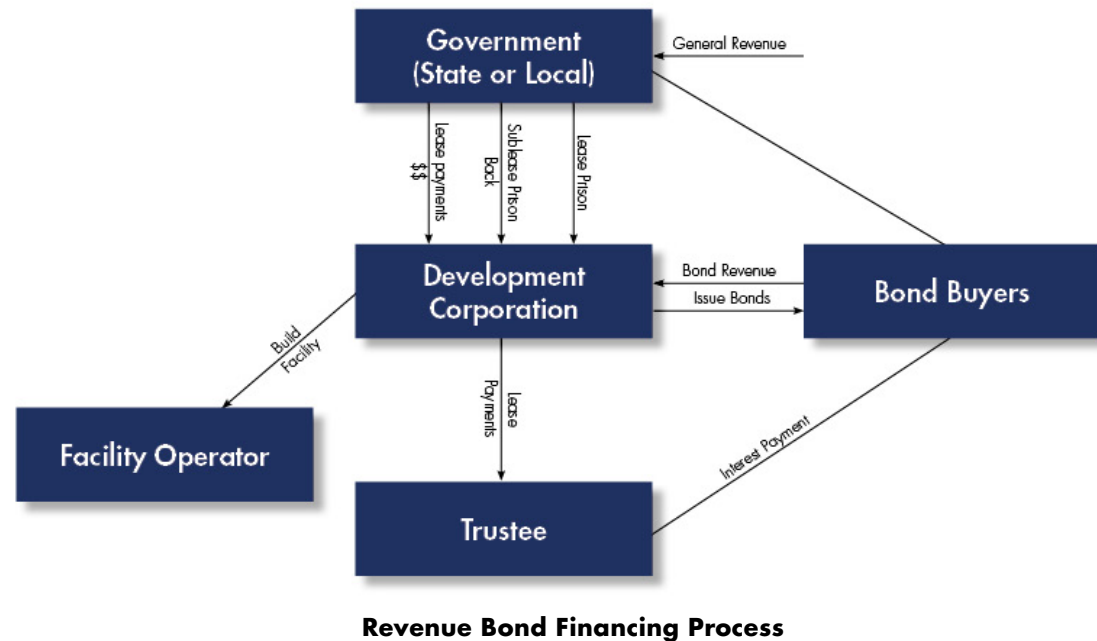 Government
(State or Local)
General Revenue
Lease payments
$$
Sublease Prison
Back
Lease Prison
Development
Corporation
Bond Revenue
Issue Bonds
Bond Buyers
Build
Facility
Lease
Payments
Facility Operator
Interest Payment
Trustee
Revenue Bond Financing Process